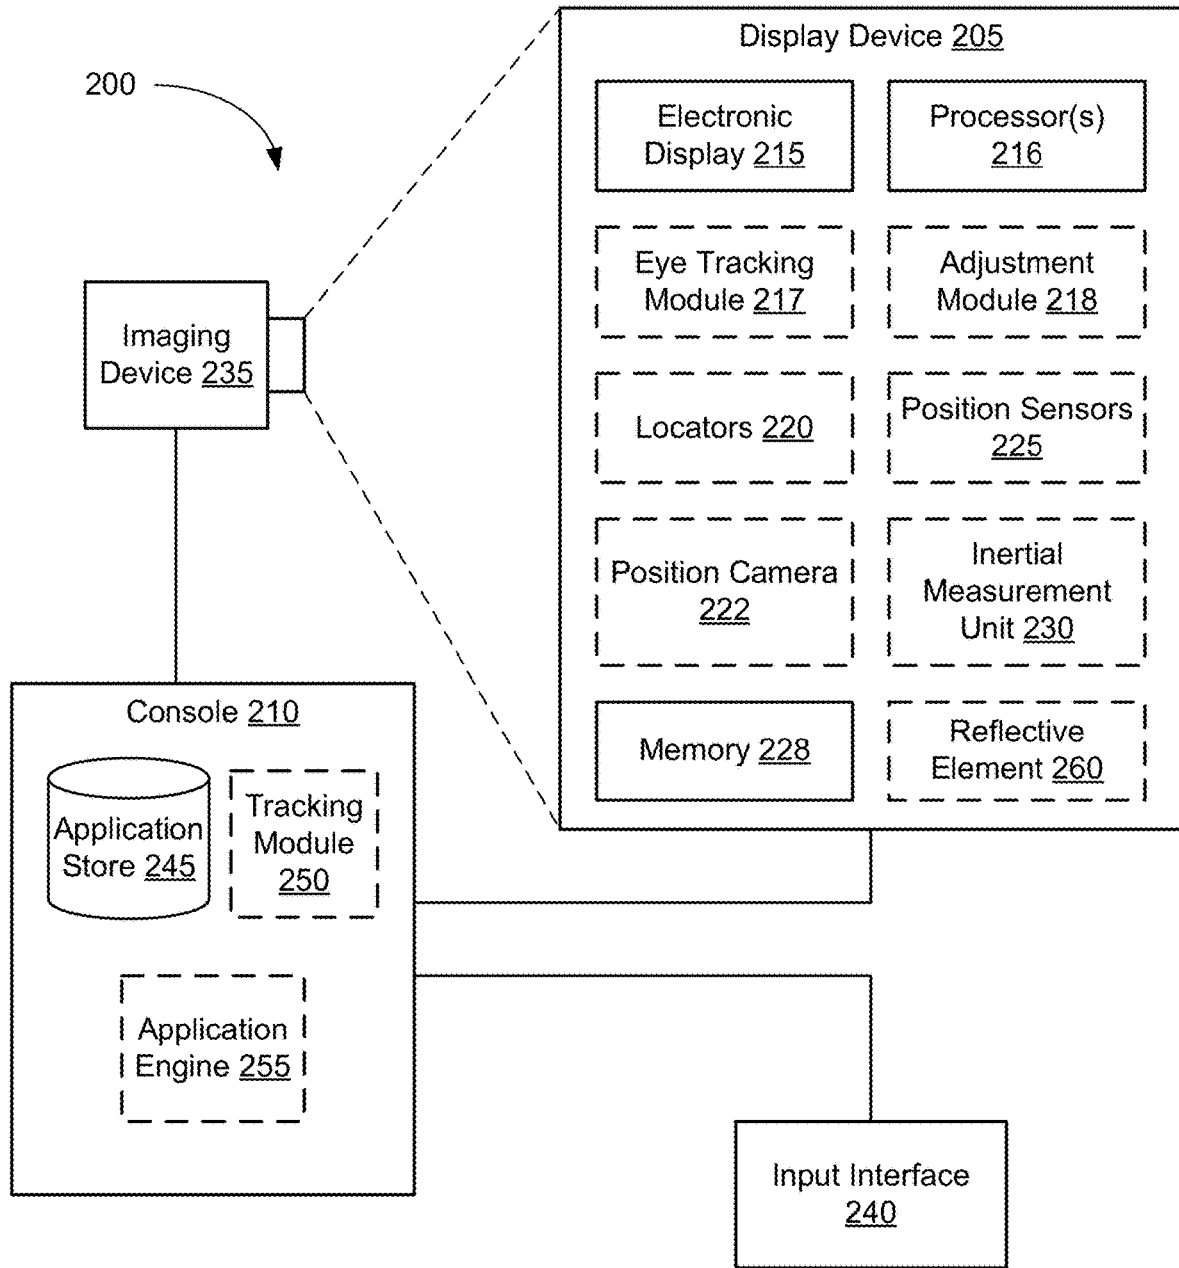 200
Display Device 205
Electronic
Display 215
Processor(s)
216
Eye Tracking
Module 217
Adjustment
Module 218
Imaging
Device 235
Locators 220
Position Sensors
225
Position Camera
222
Inertial
Measurement
Unit 230
Memory 228
Reflective
Element 260
Console 210
Application
Store 245
Tracking
Module
250
Application
Engine 255
Input Interface
240